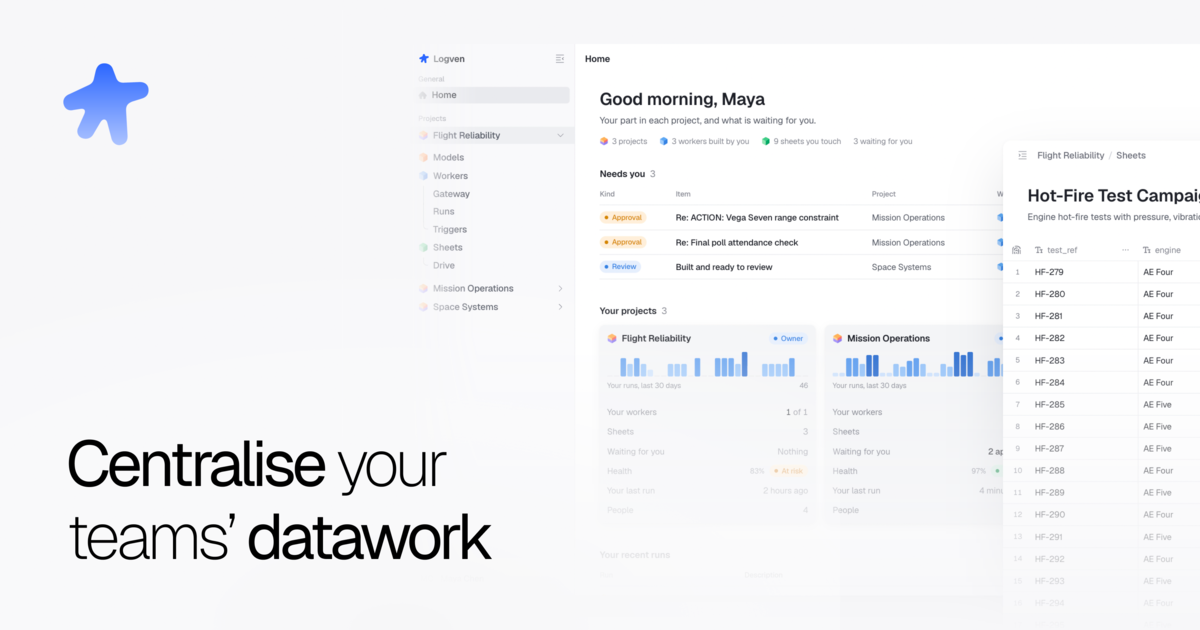 Logven
General
Home
Projects
Flight Reliability
Models
Workers
Gateway
Runs
Triggers
Sheets
Drive
Mission Operations
Space Systems
Home
Good morning, Maya
Your part in each project, and what is waiting for you.
3 projects 3 workers built by you 9 sheets you touch 3 waiting for you
Needs you 3
Kind Item Project
Approval Re: ACTION: Vega Seven range constraint Mission Operations
Approval Re: Final poll attendance check Mission Operations
Review Built and ready to review Space Systems
Your projects 3
Flight Reliability Owner
Your runs, last 30 days 46
Your workers 1 of 1
Sheets 3
Waiting for you Nothing
Health 83% At risk
Your last run 2 hours ago
People 4
Mission Operations
Your runs, last 30 days
Your workers
Sheets
Waiting for you 2
Health 97%
Your last run 4
People
Your recent runs
Flight Reliability / Sheets
Hot-Fire Test
Engine hot-fire tests with pressure,
test_ref engine
1 HF-279 AE Four
2 HF-280 AE Four
3 HF-281 AE Four
4 HF-282 AE Four
5 HF-283 AE Four
6 HF-284 AE Four
7 HF-285 AE Five
8 HF-286 AE Five
9 HF-287 AE Five
10 HF-288 AE Four
11 HF-289 AE Five
12 HF-290 AE Four
13 HF-291 AE Five
14 HF-292 AE Four
15 HF-293 AE Five
16 HF-294 AE Four
Centralise your
teams’ datawork